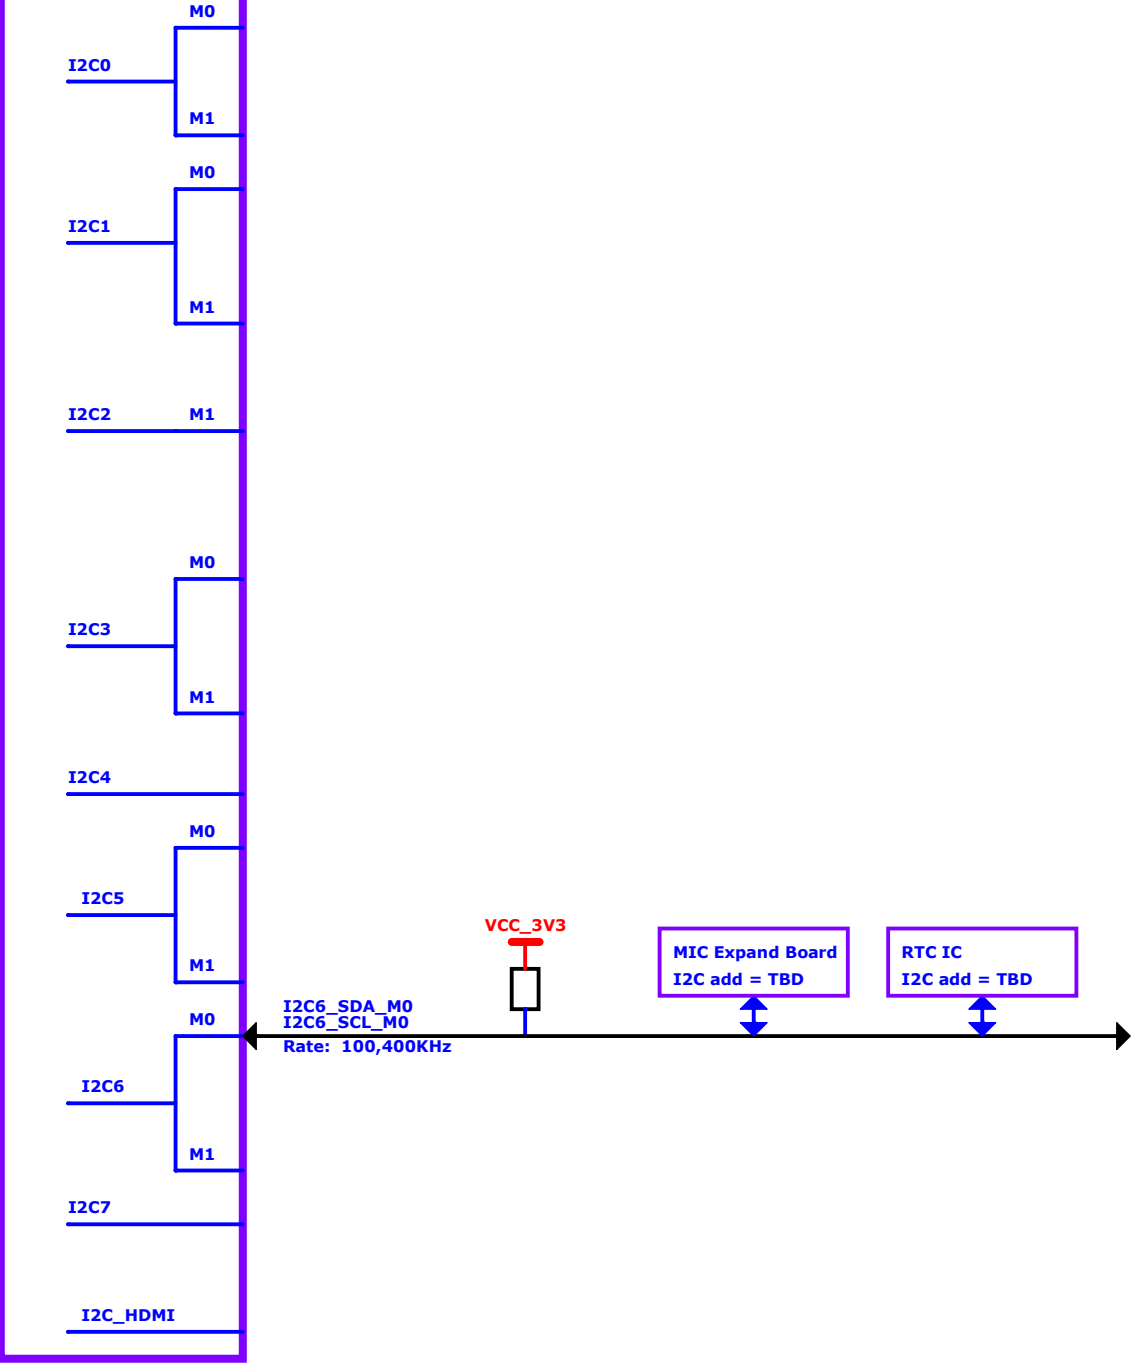 M0
I2C0
M1
M0
I2C1
M1
I2C2 M1
M0
I2C3
M1
I2C4
M0
I2C5
M1
VCC_3V3
MIC Expand Board
I2C add = TBD
RTC IC
I2C add = TBD
I2C6_SDA_M0
I2C6_SCL_M0
Rate: 100,400KHz
M0
I2C6
M1
I2C7
I2C_HDMI